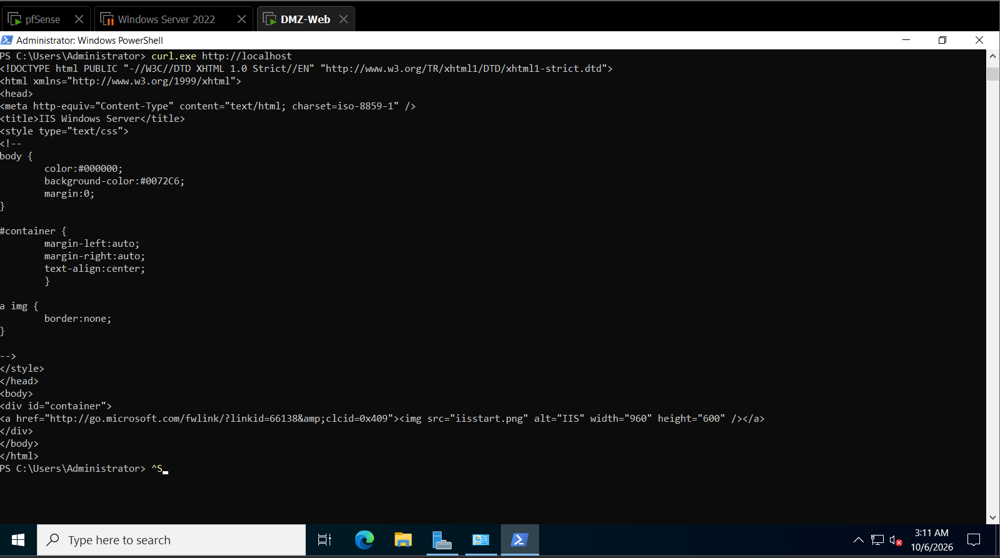 pfSense
Windows Server 2022
DMZ-Web
Administrator: Windows PowerShell
PS C:\Users\Administrator> curl.exe http://localhost
<!DOCTYPE html PUBLIC "-//W3C//DTD XHTML 1.0 Strict//EN" "http://www.w3.org/TR/xhtml1/DTD/xhtml1-strict.dtd">
<html xmlns="http://www.w3.org/1999/xhtml">
<head>
<meta http-equiv="Content-Type" content="text/html; charset=iso-8859-1" />
<title>IIS Windows Server</title>
<style type="text/css">
<!--
body {
        color:#000000;
        background-color:#0072C6;
        margin:0;
}

#container {
        margin-left:auto;
        margin-right:auto;
        text-align:center;
        }

a img {
        border:none;
}

-->
</style>
</head>
<body>
<div id="container">
<a href="http://go.microsoft.com/fwlink/?linkid=66138&amp;clcid=0x409"><img src="iisstart.png" alt="IIS" width="960" height="600" /></a>
</div>
</body>
</html>
PS C:\Users\Administrator> ^S
Type here to search
3:11 AM
10/6/2026